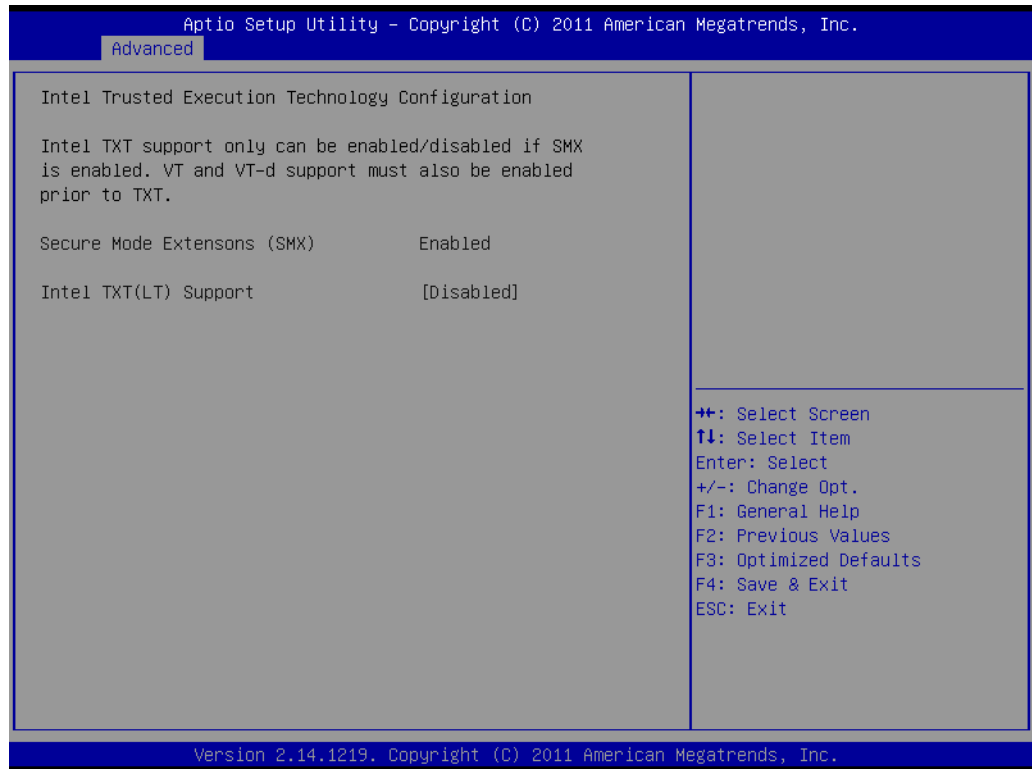 Aptio Setup Utility – Copyright (C) 2011 American Megatrends, Inc.
Advanced
Intel Trusted Execution Technology Configuration
Intel TXT support only can be enabled/disabled if SMX
is enabled. VT and VT-d support must also be enabled
prior to TXT.
Secure Mode Extensons (SMX) Enabled
Intel TXT(LT) Support [Disabled]
→←: Select Screen
↑↓: Select Item
Enter: Select
+/-: Change Opt.
F1: General Help
F2: Previous Values
F3: Optimized Defaults
F4: Save & Exit
ESC: Exit
Version 2.14.1219. Copyright (C) 2011 American Megatrends, Inc.